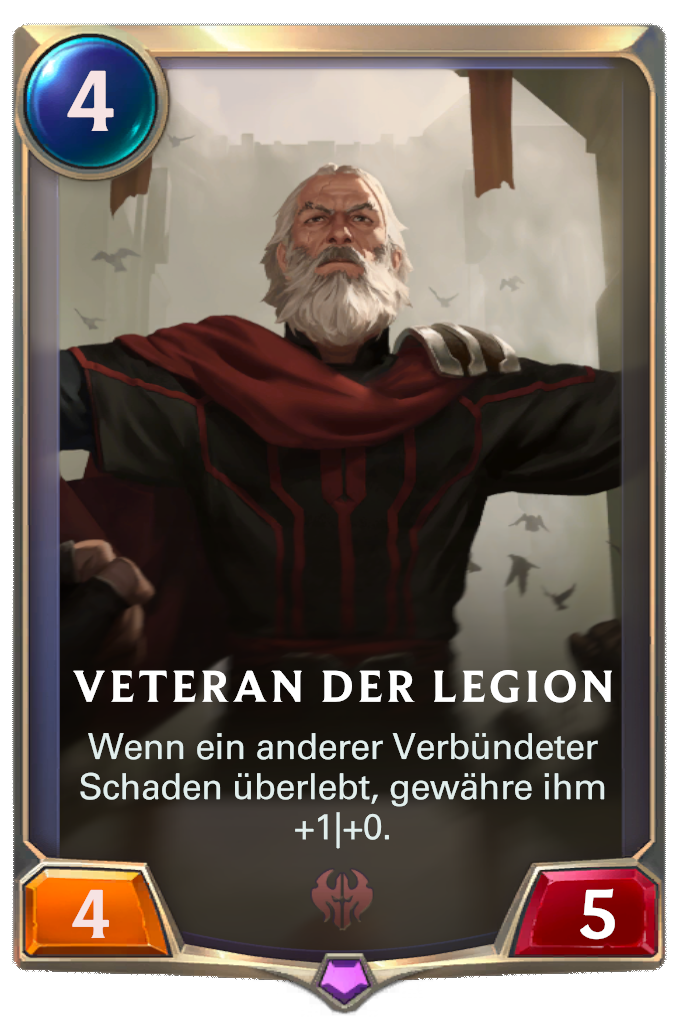 4
VETERAN DER LEGION
Wenn ein anderer Verbündeter
Schaden überlebt, gewähre ihm
+1|+0.
4
5